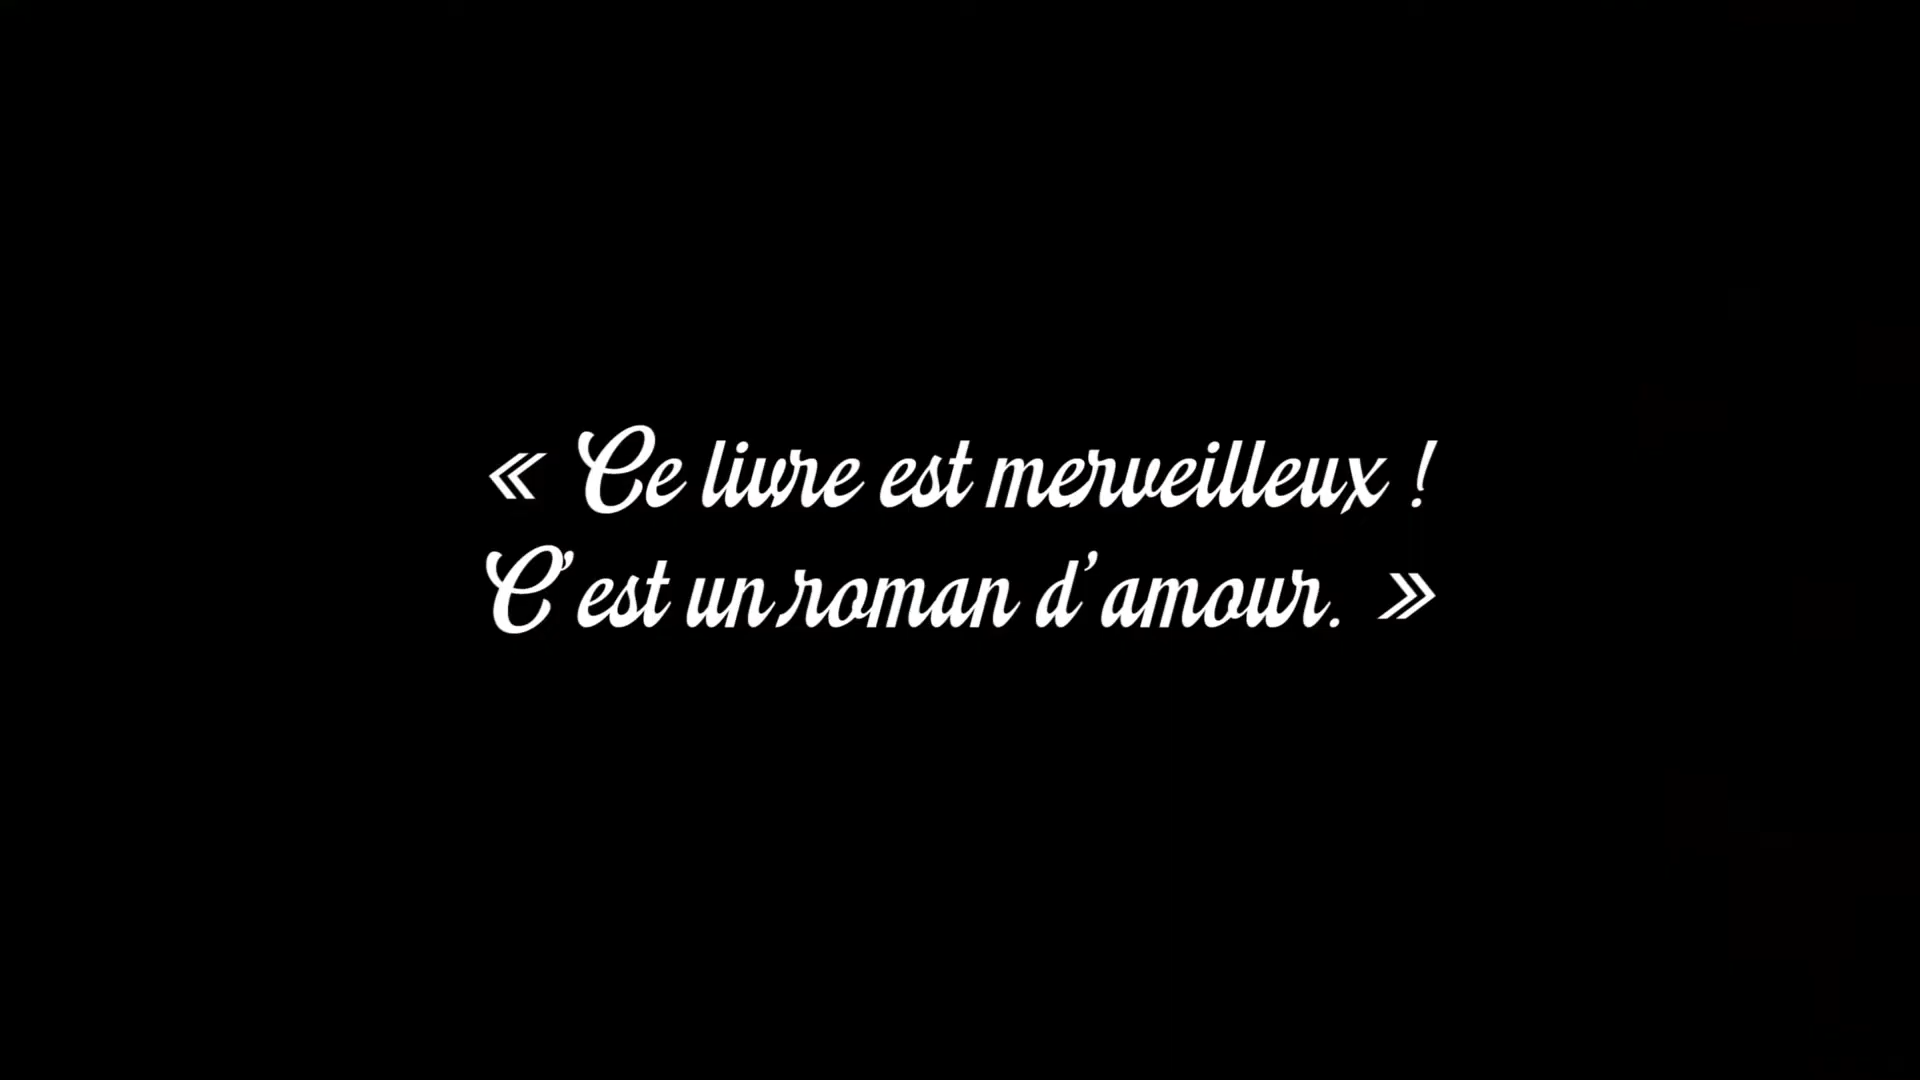 « Ce livre est merveilleux !
C’est un roman d’amour. »